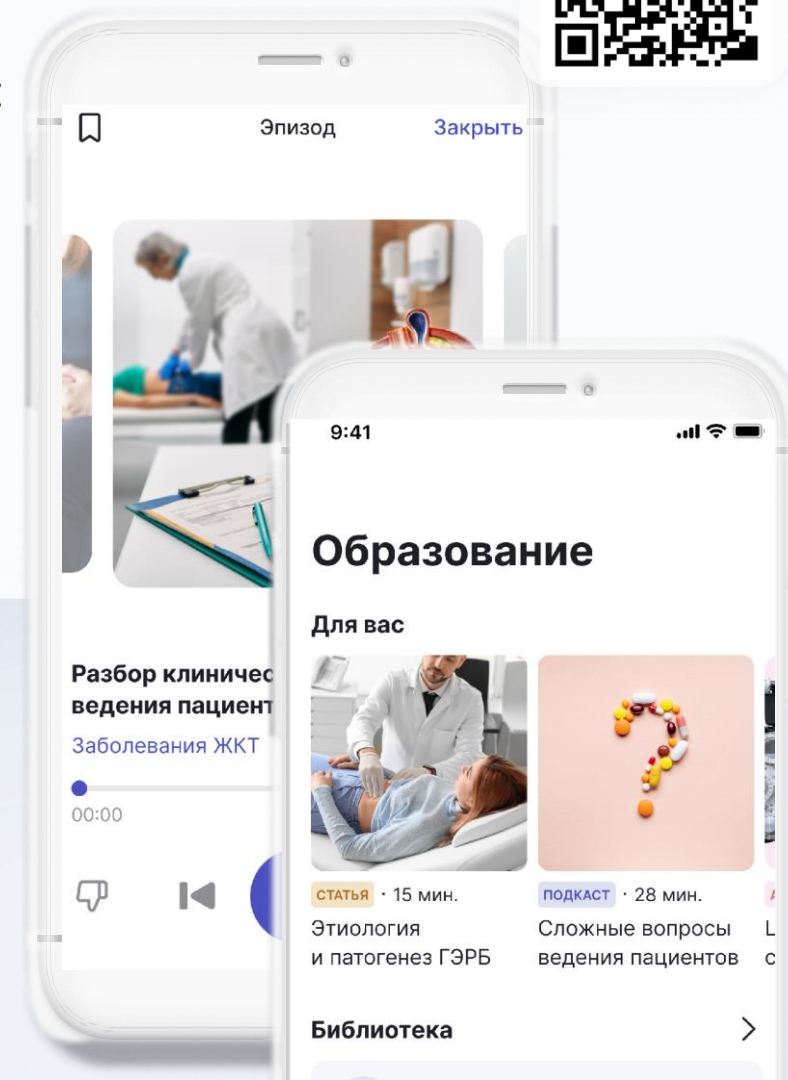 Эпизод
Закрыть
Разбор клиничес
ведения пациент
Заболевания ЖКТ
00:00
9:41
Образование
Для вас
СТАТЬЯ · 15 мин.
Этиология
и патогенез ГЭРБ
ПОДКАСТ · 28 мин.
Сложные вопросы
ведения пациентов
Библиотека